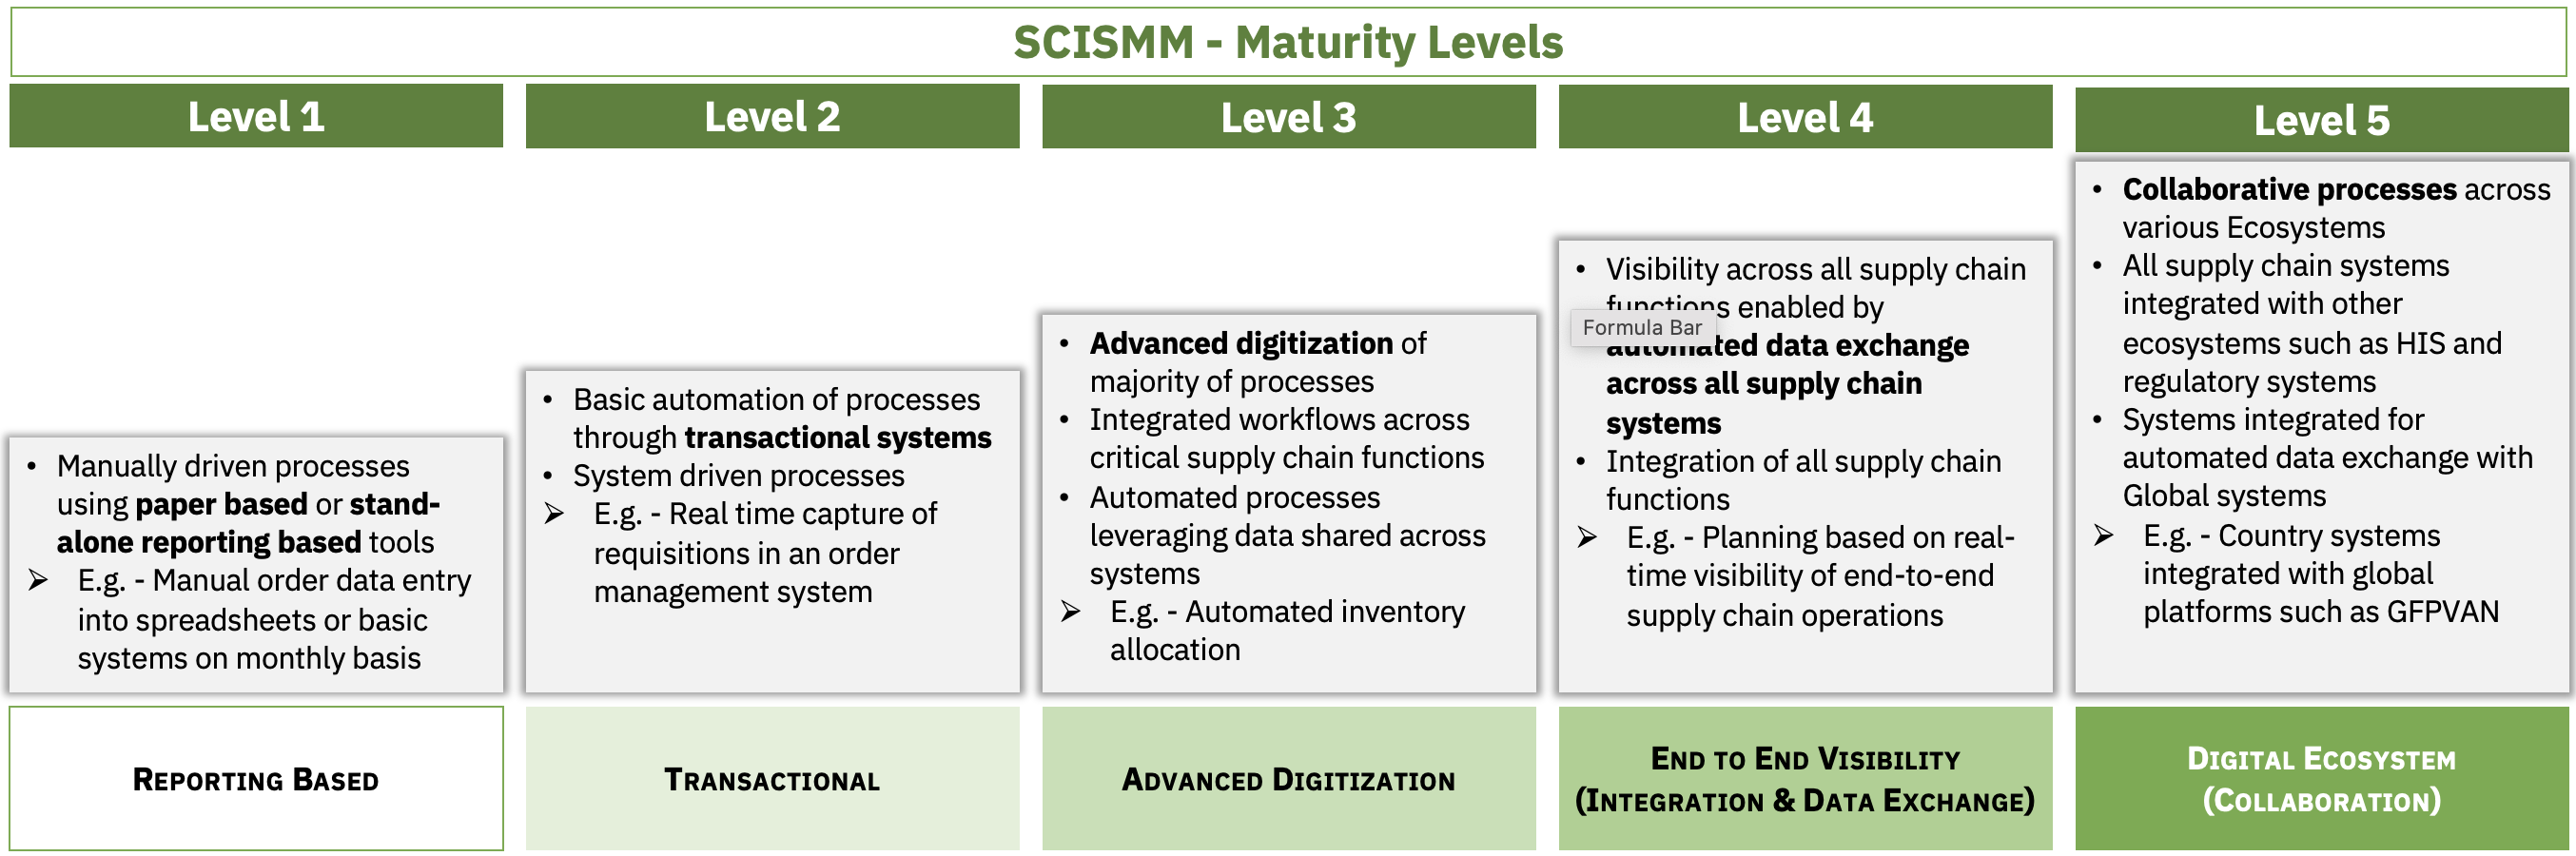 SCISMM - Maturity Levels
Level 1
• Manually driven processes
using paper based or stand-
alone reporting based tools
➢ E.g. - Manual order data entry
into spreadsheets or basic
systems on monthly basis
REPORTING BASED
Level 2
• Basic automation of processes
through transactional systems
• System driven processes
➢ E.g. - Real time capture of
requisitions in an order
management system
TRANSACTIONAL
Level 3
• Advanced digitization of
majority of processes
• Integrated workflows across
critical supply chain functions
• Automated processes
leveraging data shared across
systems
➢ E.g. - Automated inventory
allocation
ADVANCED DIGITIZATION
Level 4
• Visibility across all supply chain
functions enabled by
Formula Bar
automated data exchange
across all supply chain
systems
• Integration of all supply chain
functions
➢ E.g. - Planning based on real-
time visibility of end-to-end
supply chain operations
END TO END VISIBILITY
(INTEGRATION & DATA EXCHANGE)
Level 5
• Collaborative processes across
various Ecosystems
• All supply chain systems
integrated with other
ecosystems such as HIS and
regulatory systems
• Systems integrated for
automated data exchange with
Global systems
➢ E.g. - Country systems
integrated with global
platforms such as GFPVAN
DIGITAL ECOSYSTEM
(COLLABORATION)